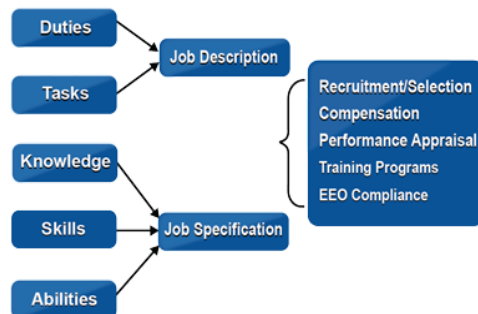 Duties
Tasks
Knowledge
Skills
Abilities
Job Description
Job Specification
Recruitment/Selection
Compensation
Performance Appraisal
Training Programs
EEO Compliance